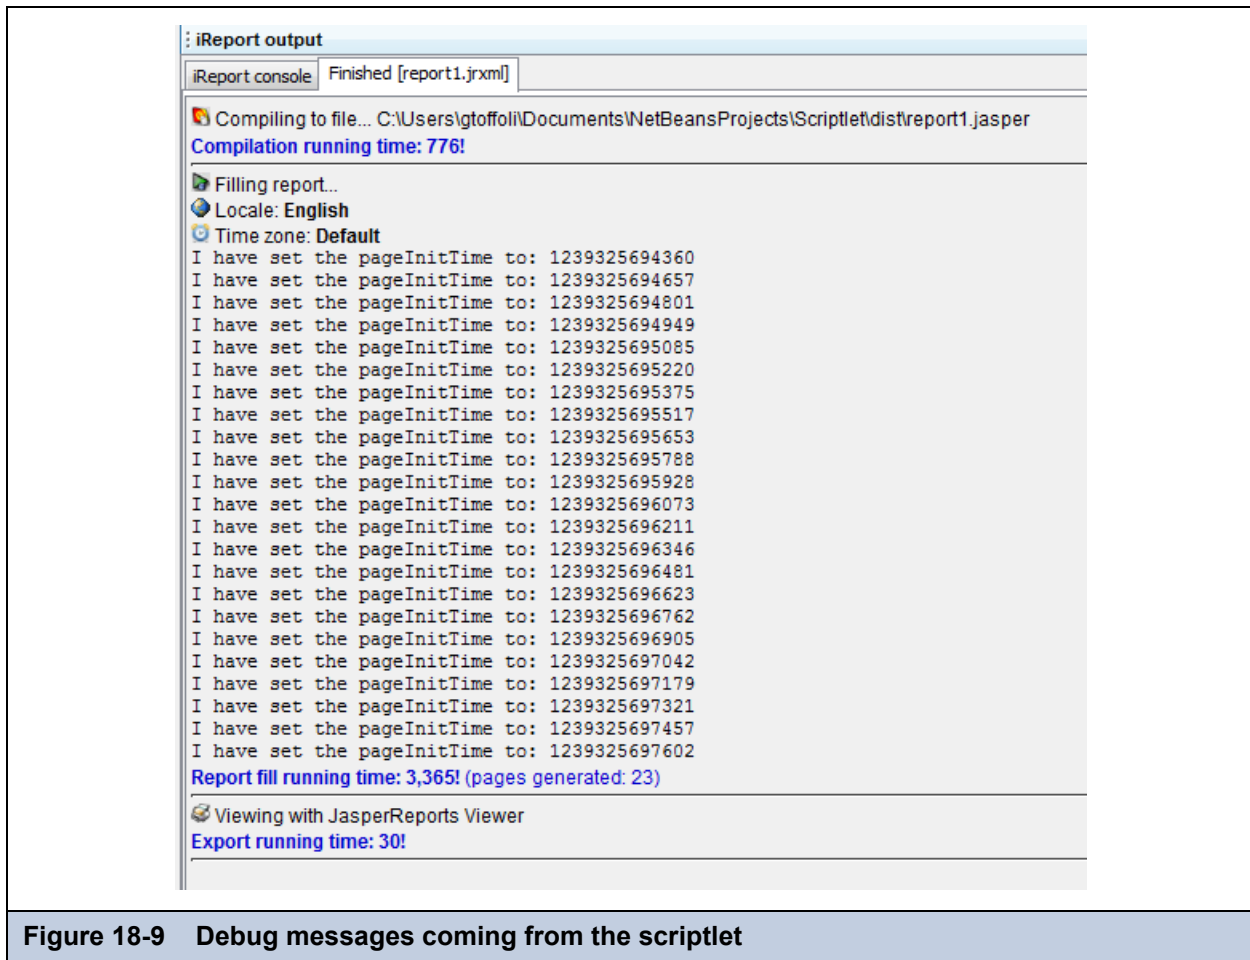 iReport output
iReport console Finished [report1.jrxml]
Compiling to file... C:\Users\gtoffoli\Documents\NetBeansProjects\Scriptlet\dist\report1.jasper
Compilation running time: 776!
Filling report...
Locale: English
Time zone: Default
I have set the pageInitTime to: 1239325694360
I have set the pageInitTime to: 1239325694657
I have set the pageInitTime to: 1239325694801
I have set the pageInitTime to: 1239325694949
I have set the pageInitTime to: 1239325695085
I have set the pageInitTime to: 1239325695220
I have set the pageInitTime to: 1239325695375
I have set the pageInitTime to: 1239325695517
I have set the pageInitTime to: 1239325695653
I have set the pageInitTime to: 1239325695788
I have set the pageInitTime to: 1239325695928
I have set the pageInitTime to: 1239325696073
I have set the pageInitTime to: 1239325696211
I have set the pageInitTime to: 1239325696346
I have set the pageInitTime to: 1239325696481
I have set the pageInitTime to: 1239325696623
I have set the pageInitTime to: 1239325696762
I have set the pageInitTime to: 1239325696905
I have set the pageInitTime to: 1239325697042
I have set the pageInitTime to: 1239325697179
I have set the pageInitTime to: 1239325697321
I have set the pageInitTime to: 1239325697457
I have set the pageInitTime to: 1239325697602
Report fill running time: 3,365! (pages generated: 23)
Viewing with JasperReports Viewer
Export running time: 30!
Figure 18-9 Debug messages coming from the scriptlet